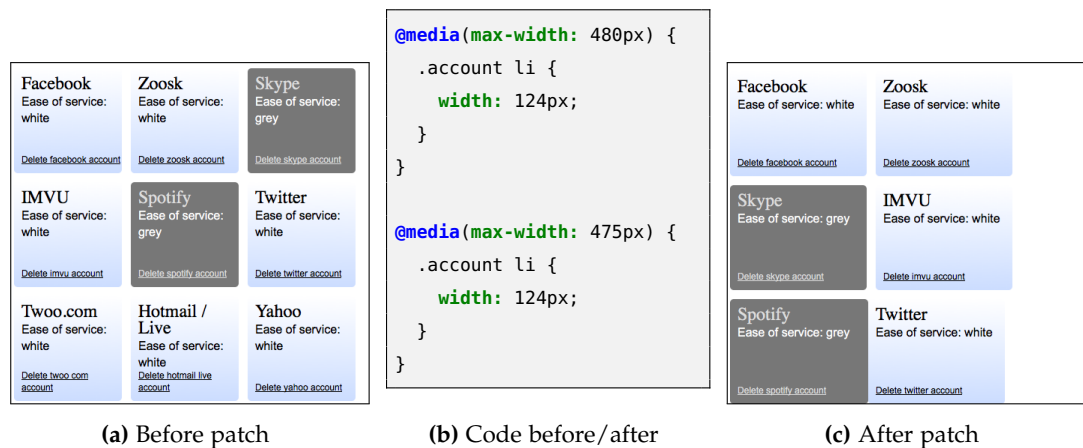 Facebook
Ease of service:
white
Delete facebook account
Zoosk
Ease of service:
white
Delete zoosk account
Skype
Ease of service:
grey
Delete skype account
IMVU
Ease of service:
white
Delete imvu account
Spotify
Ease of service:
grey
Delete spotify account
Twitter
Ease of service:
white
Delete twitter account
Twoo.com
Ease of service:
white
Delete twoo com
account
Hotmail /
Live
Ease of service:
white
Delete hotmail live
account
Yahoo
Ease of service:
white
Delete yahoo account
(a) Before patch
@media(max-width: 480px) {
  .account li {
    width: 124px;
  }
}
@media(max-width: 475px) {
  .account li {
    width: 124px;
  }
}
(b) Code before/after
Facebook
Ease of service: white
Delete facebook account
Zoosk
Ease of service: white
Delete zoosk account
Skype
Ease of service: grey
Delete skype account
IMVU
Ease of service: white
Delete imvu account
Spotify
Ease of service: grey
Delete spotify account
Twitter
Ease of service: white
Delete twitter account
(c) After patch